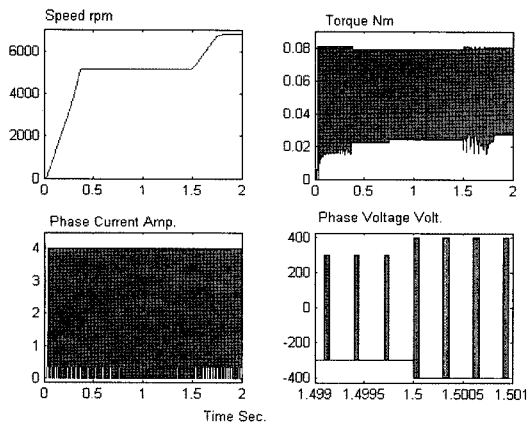 Speed rpm
6000
4000
2000
0
0 0.5 1 1.5 2
Torque Nm
0.08
0.06
0.04
0.02
0
0 0.5 1 1.5 2
Phase Current Amp.
4
3
2
1
0
0 0.5 1 1.5 2
Phase Voltage Volt.
400
200
0
-200
-400
1.499 1.4995 1.5 1.5005 1.501
Time Sec.